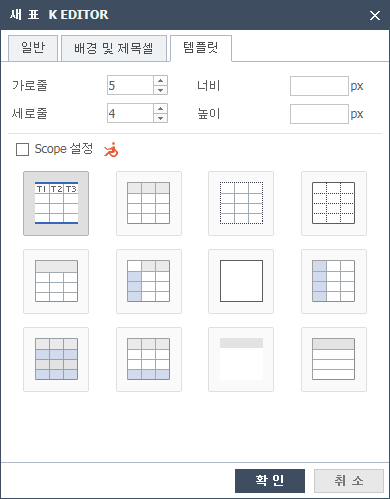 새 표 K EDITOR
일반 배경 및 제목셀 템플릿
가로줄 5 너비 px
세로줄 4 높이 px
Scope 설정
T1 T2 T3
확 인 취 소